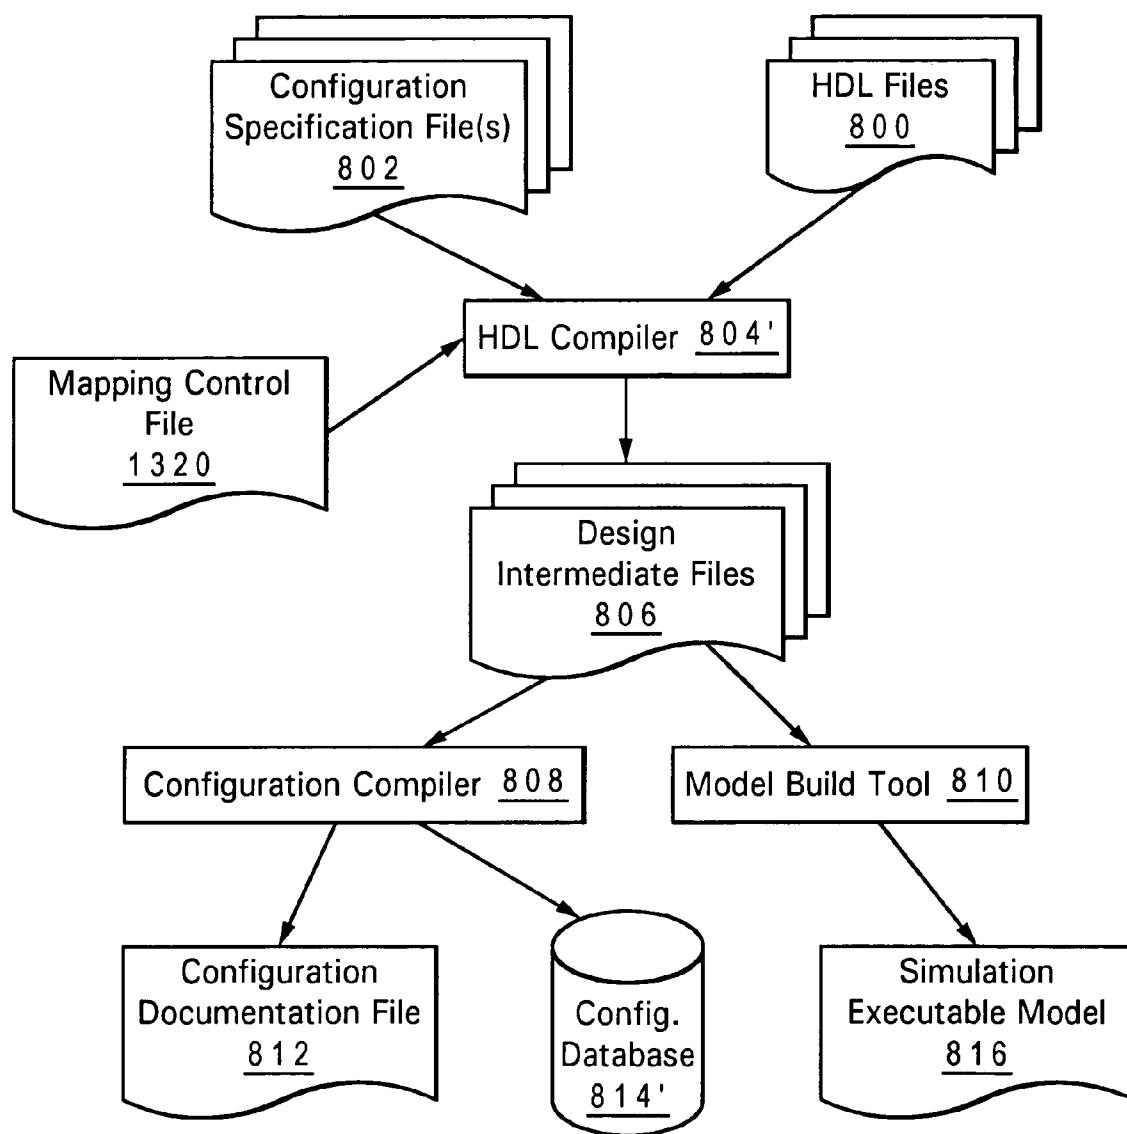 Configuration
Specification File(s)
802
HDL Files
800
HDL Compiler 804'
Mapping Control
File
1320
Design
Intermediate Files
806
Configuration Compiler 808
Model Build Tool 810
Configuration
Documentation File
812
Config.
Database
814'
Simulation
Executable Model
816